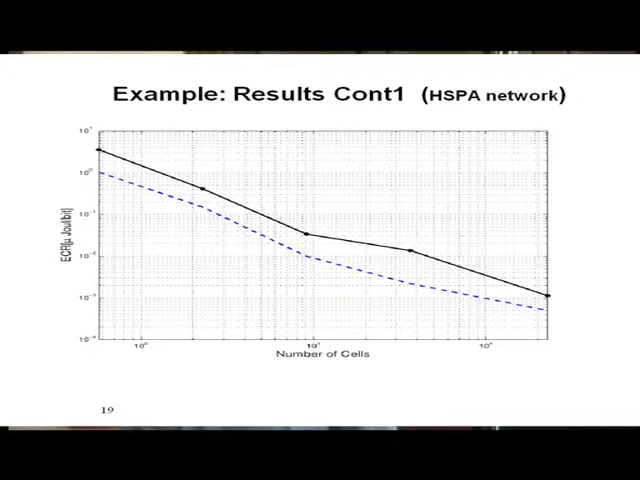 Example: Results Cont1 (HSPA network)
ECR[μ Joul/bit]
Number of Cells
19